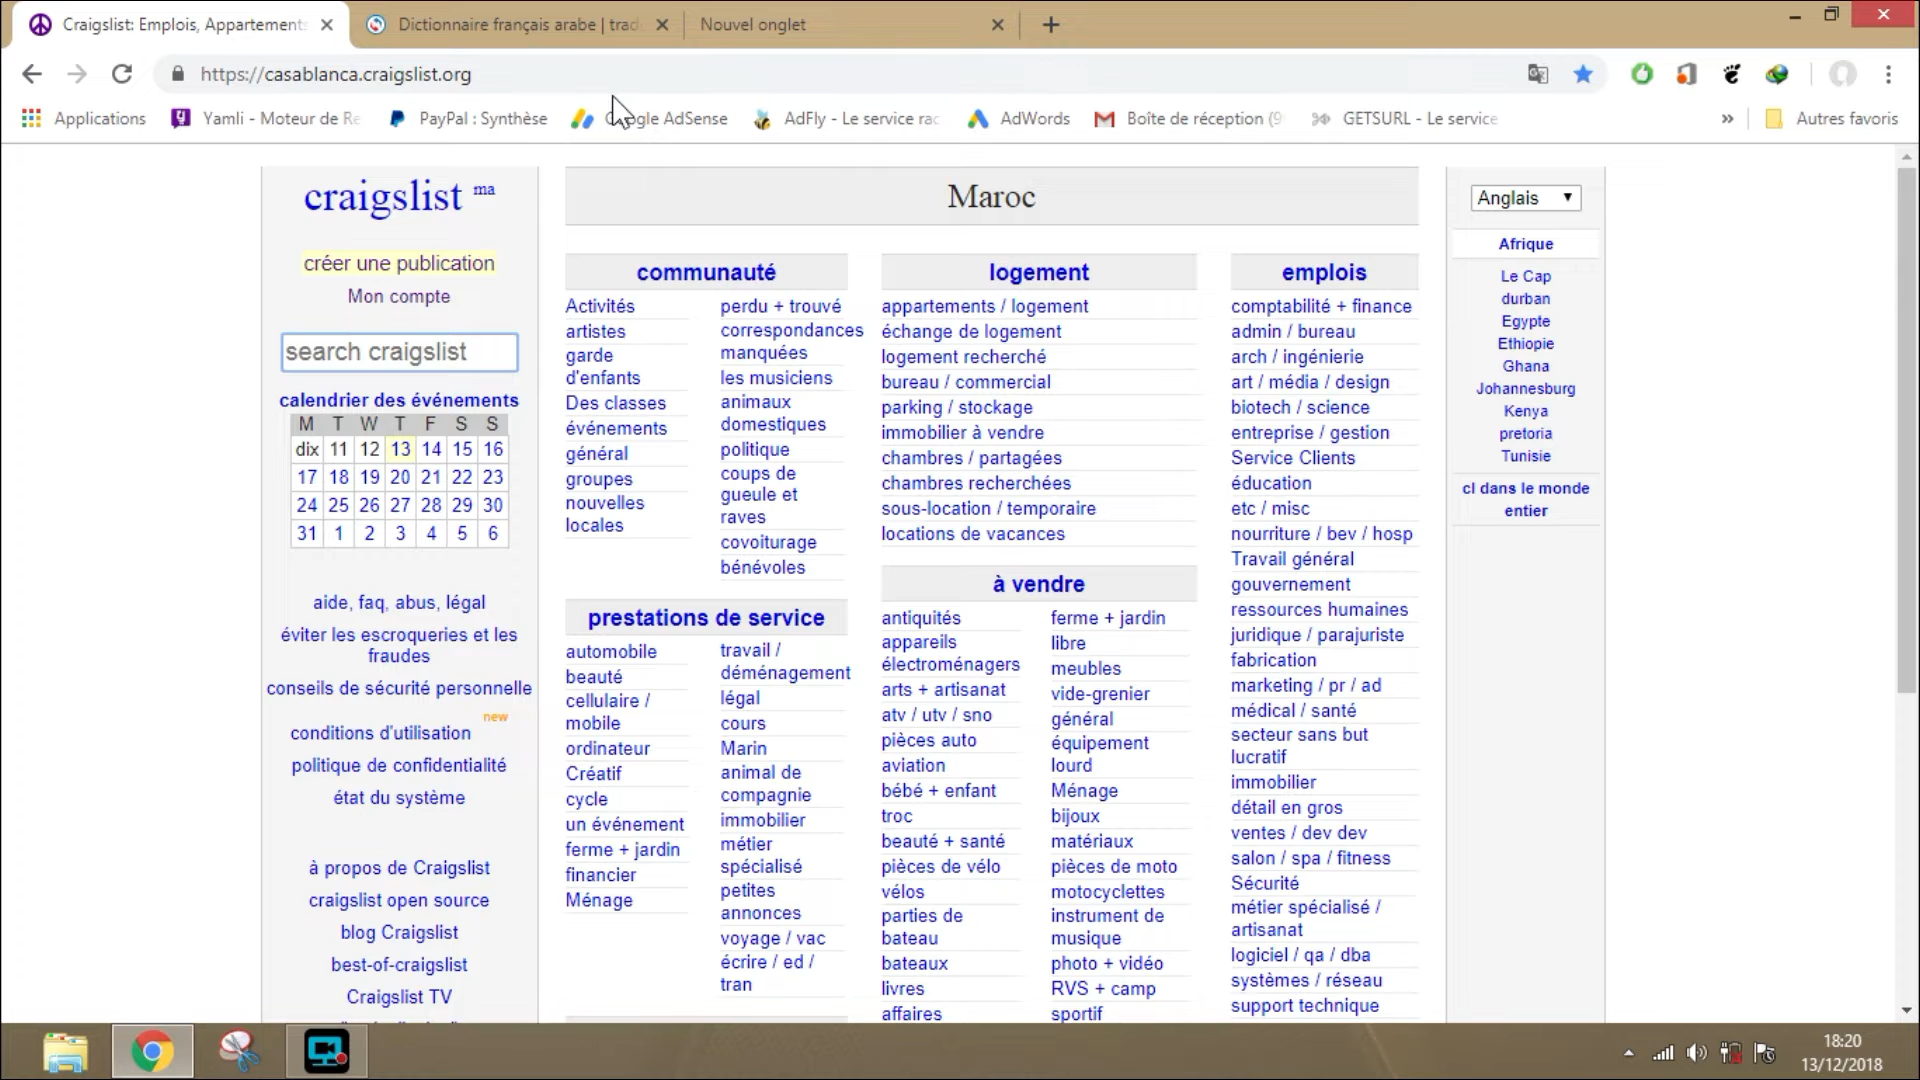 Craigslist: Emplois, Appartements
Dictionnaire français arabe | trad
Nouvel onglet
https://casablanca.craigslist.org
Applications
Yamli - Moteur de Re
PayPal : Synthèse
gle AdSense
AdFly - Le service rac
AdWords
Boîte de réception (9
GETSURL - Le service
»
Autres favoris
craigslist ma
créer une publication
Mon compte
search craigslist
calendrier des événements
M T W T F S S
dix 11 12 13 14 15 16
17 18 19 20 21 22 23
24 25 26 27 28 29 30
31 1 2 3 4 5 6
aide, faq, abus, légal
éviter les escroqueries et les
fraudes
conseils de sécurité personnelle
new
conditions d'utilisation
politique de confidentialité
état du système
à propos de Craigslist
craigslist open source
blog Craigslist
best-of-craigslist
Craigslist TV
Maroc
communauté
Activités
artistes
garde
d'enfants
Des classes
événements
général
groupes
nouvelles
locales
perdu + trouvé
correspondances
manquées
les musiciens
animaux
domestiques
politique
coups de
gueule et
raves
covoiturage
bénévoles
prestations de service
automobile
beauté
cellulaire /
mobile
ordinateur
Créatif
cycle
un événement
ferme + jardin
financier
Ménage
travail /
déménagement
légal
cours
Marin
animal de
compagnie
immobilier
métier
spécialisé
petites
annonces
voyage / vac
écrire / ed /
tran
logement
appartements / logement
échange de logement
logement recherché
bureau / commercial
parking / stockage
immobilier à vendre
chambres / partagées
chambres recherchées
sous-location / temporaire
locations de vacances
à vendre
antiquités
appareils
électroménagers
arts + artisanat
atv / utv / sno
pièces auto
aviation
bébé + enfant
troc
beauté + santé
pièces de vélo
vélos
parties de
bateau
bateaux
livres
affaires
ferme + jardin
libre
meubles
vide-grenier
général
équipement
lourd
Ménage
bijoux
matériaux
pièces de moto
motocyclettes
instrument de
musique
photo + vidéo
RVS + camp
sportif
emplois
comptabilité + finance
admin / bureau
arch / ingénierie
art / média / design
biotech / science
entreprise / gestion
Service Clients
éducation
etc / misc
nourriture / bev / hosp
Travail général
gouvernement
ressources humaines
juridique / parajuriste
fabrication
marketing / pr / ad
médical / santé
secteur sans but
lucratif
immobilier
détail en gros
ventes / dev dev
salon / spa / fitness
Sécurité
métier spécialisé /
artisanat
logiciel / qa / dba
systèmes / réseau
support technique
Anglais
Afrique
Le Cap
durban
Egypte
Ethiopie
Ghana
Johannesburg
Kenya
pretoria
Tunisie
cl dans le monde
entier
18:20
13/12/2018